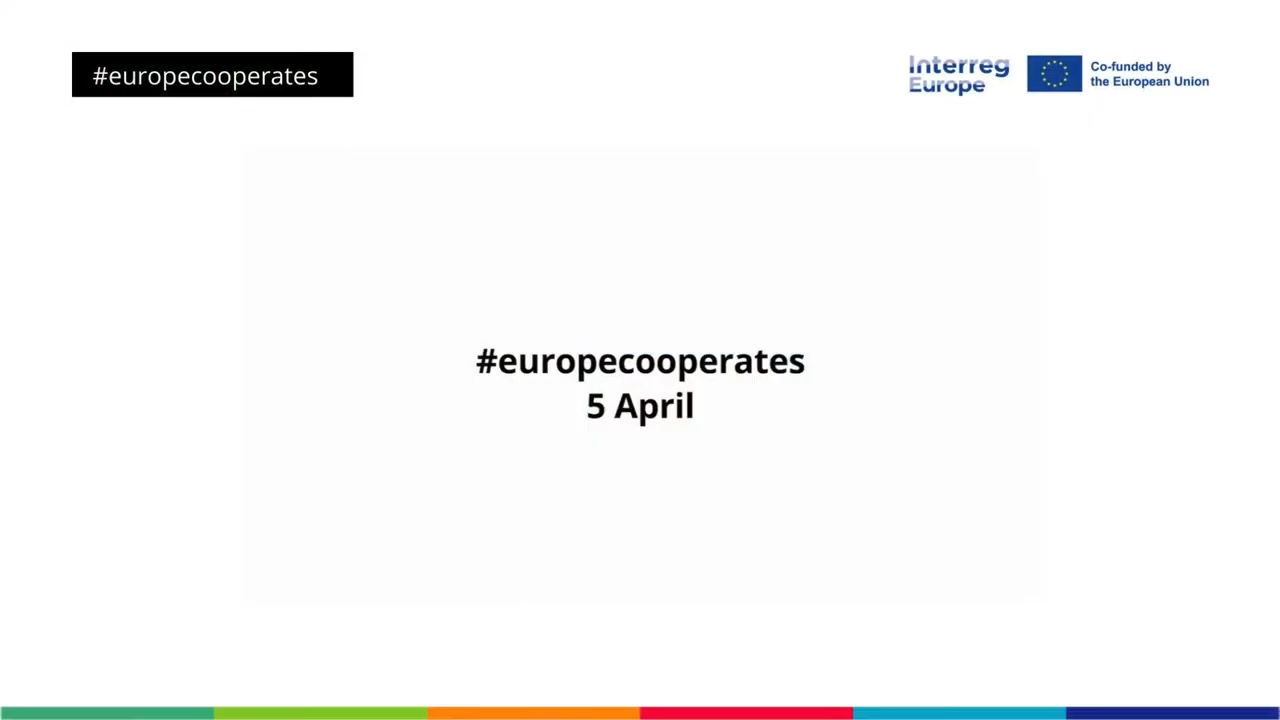 #europecooperates
Interreg
Europe
Co-funded by
the European Union
#europecooperates
5 April